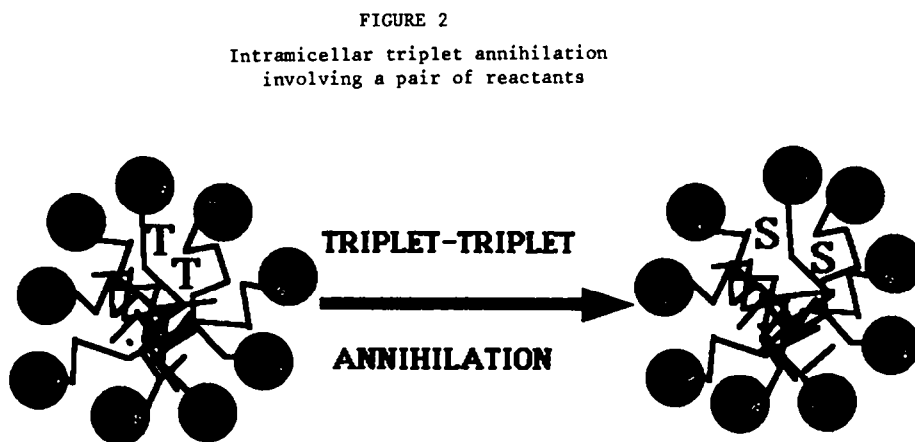 FIGURE 2
Intramicellar triplet annihilation
involving a pair of reactants
T
T
TRIPLET-TRIPLET
ANNIHILATION
S
S